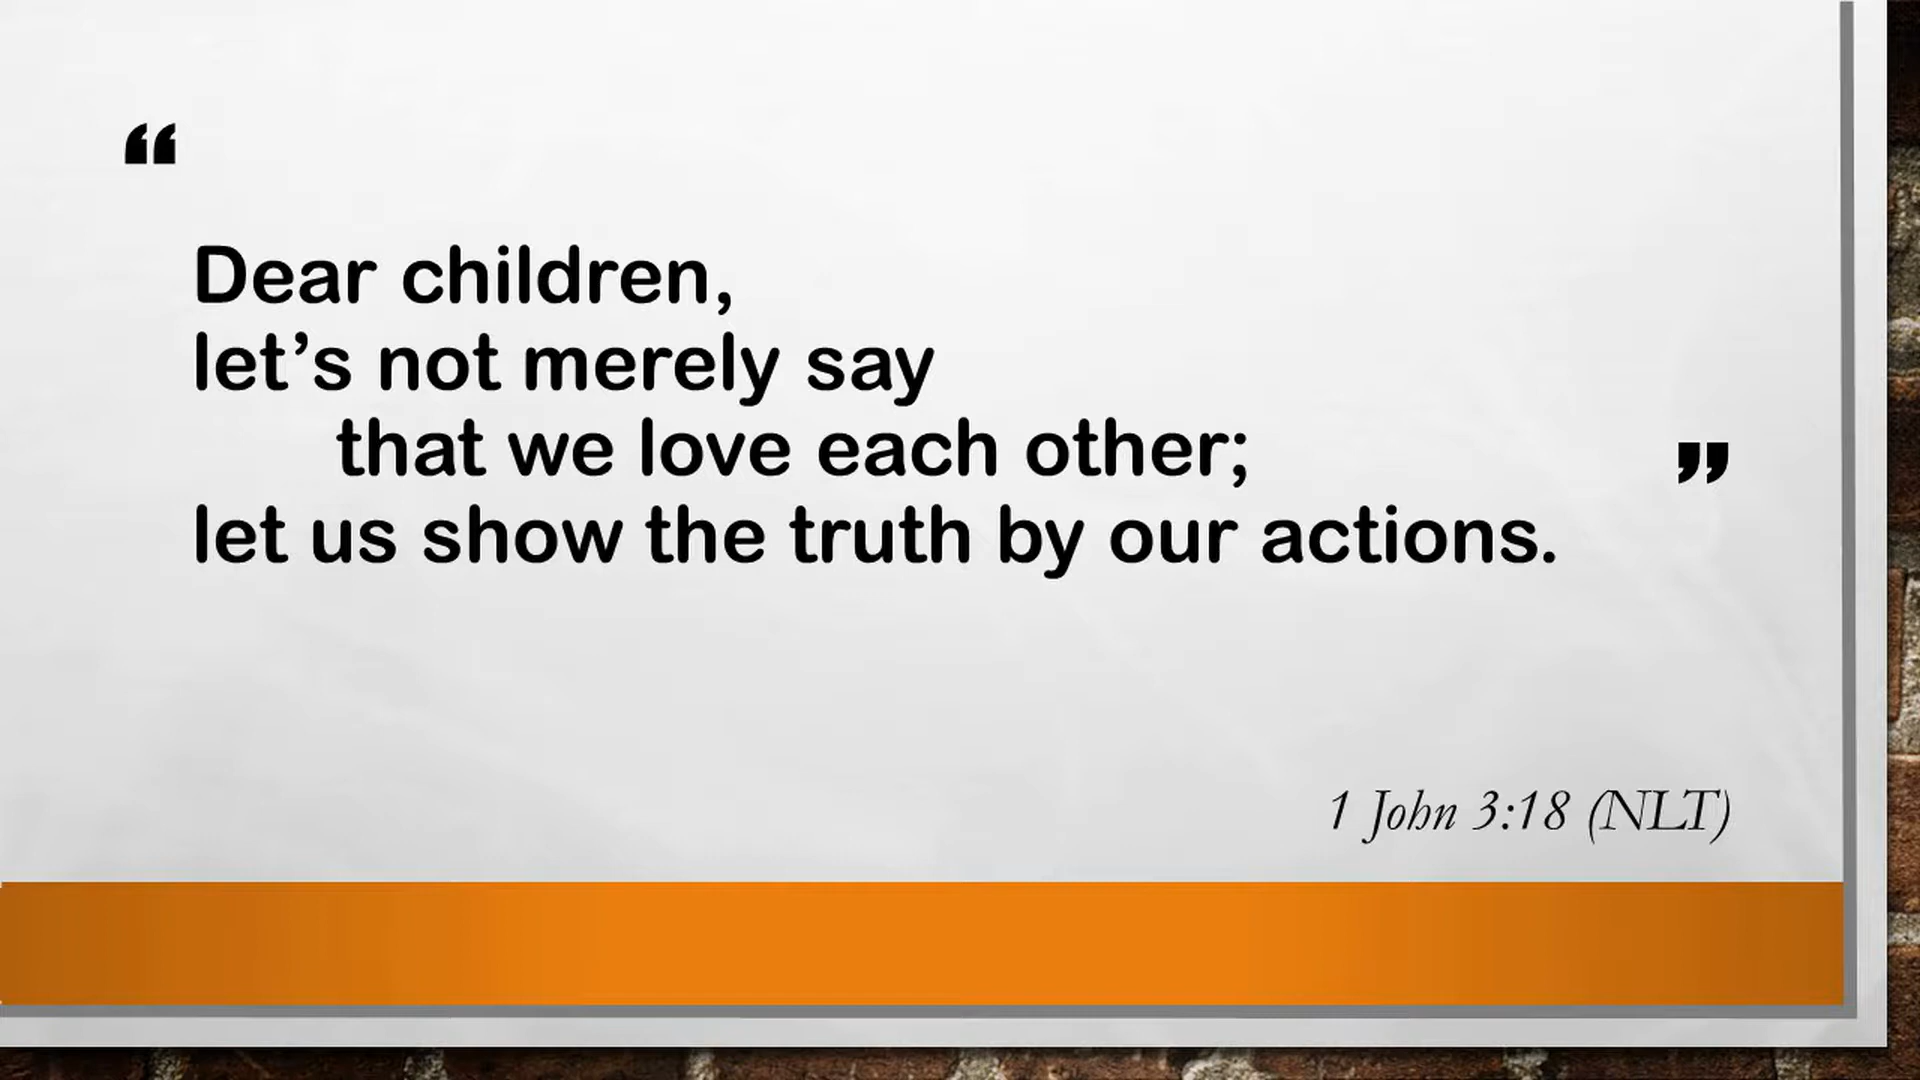 “
Dear children,
let’s not merely say
that we love each other;
let us show the truth by our actions.
”
1 John 3:18 (NLT)